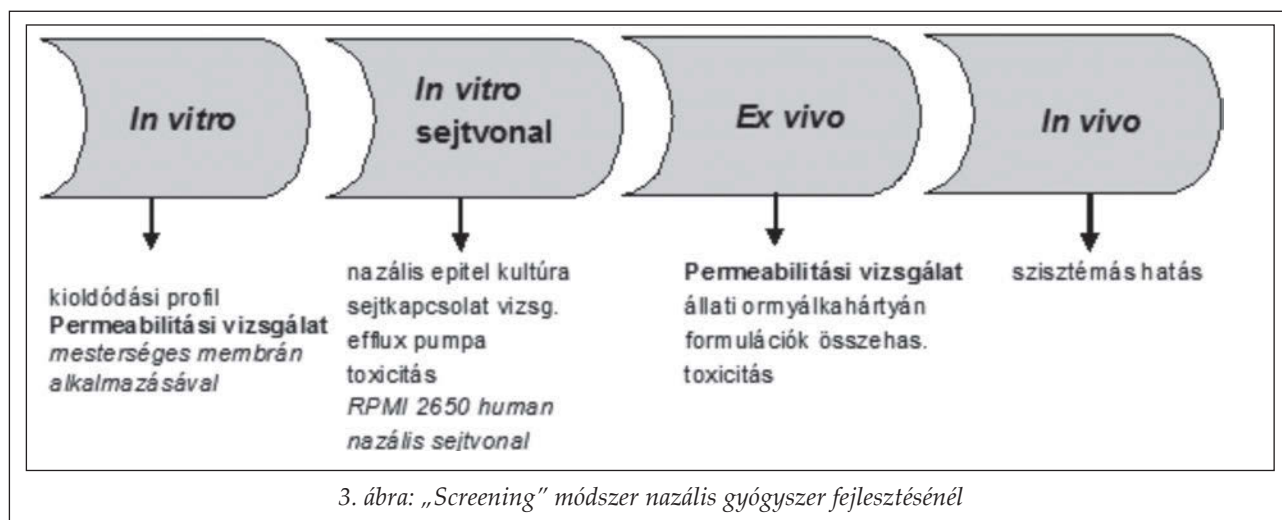 In vitro
In vitro
sejtvonal
Ex vivo
In vivo
kioldódási profil
Permeabilitási vizsgálat
mesterséges membrán
alkalmazásával
nazális epitel kultúra
sejtkapcsolat vizsg.
efflux pumpa
toxicitás
RPMI 2650 human
nazális sejtvonal
Permeabilitási vizsgálat
állati ormyálkahártyán
formulációk összehas.
toxicitás
szisztémás hatás
3. ábra: „Screening” módszer nazális gyógyszer fejlesztésénél